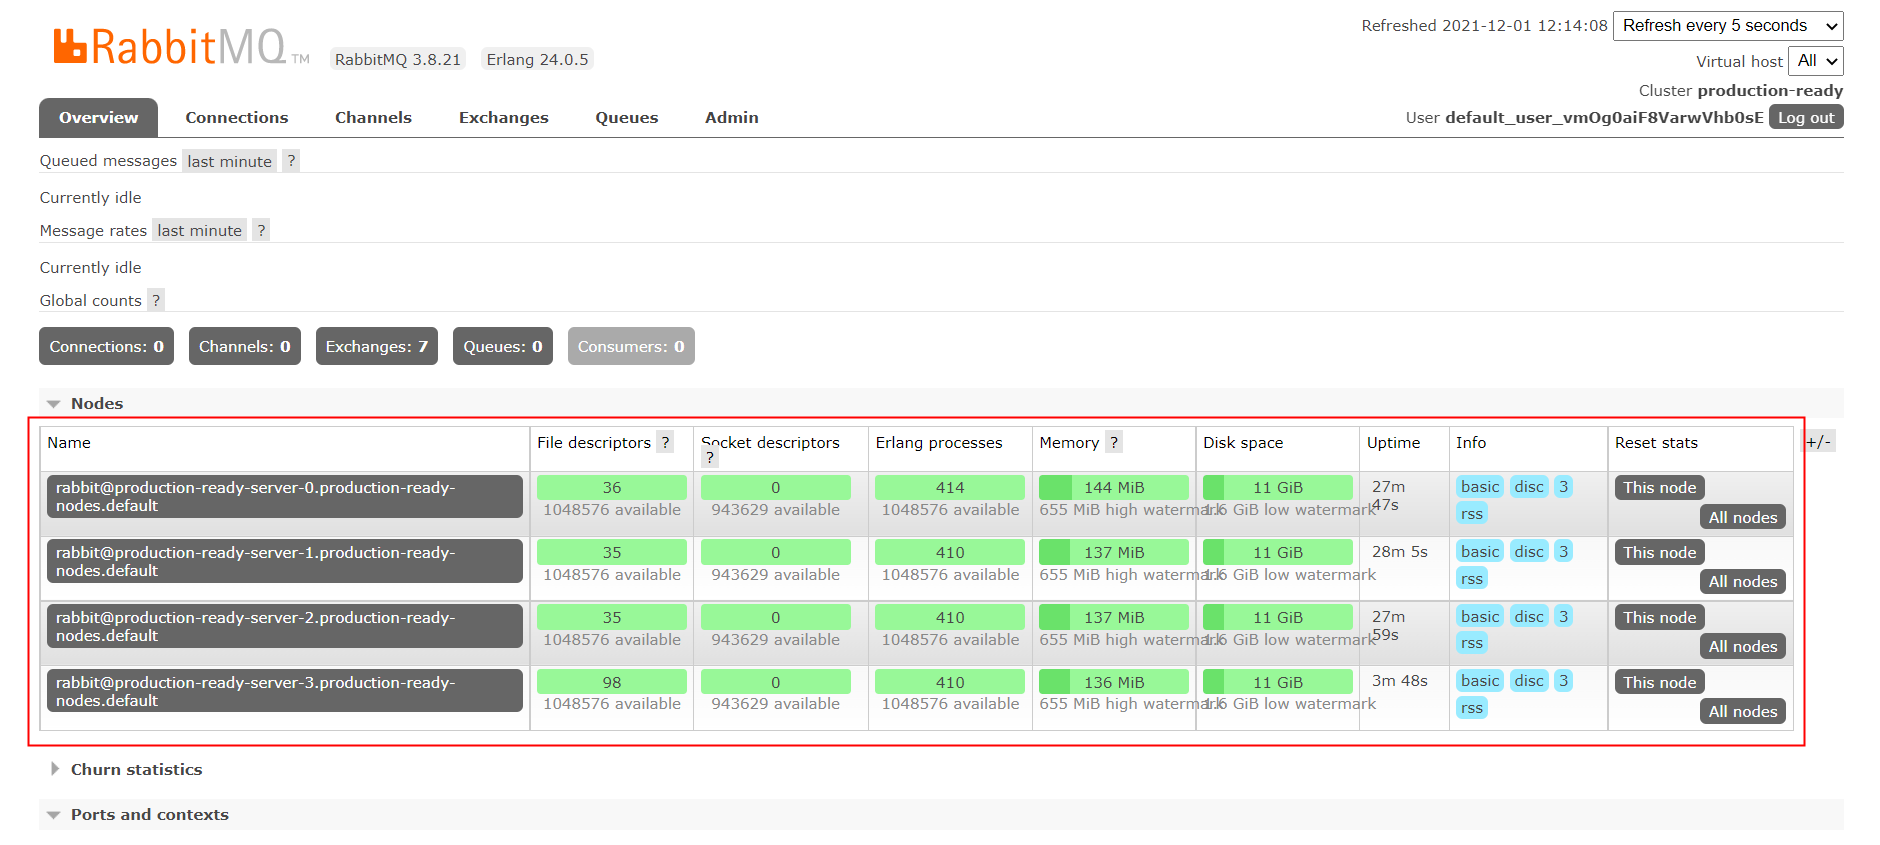 Refreshed 2021-12-01 12:14:08 Refresh every 5 seconds
RabbitMQ TM RabbitMQ 3.8.21 Erlang 24.0.5
Virtual host All
Cluster production-ready
Overview Connections Channels Exchanges Queues Admin
User default_user_vmOg0aiF8VarwVhb0sE Log out
Queued messages last minute ?
Currently idle
Message rates last minute ?
Currently idle
Global counts ?
Connections: 0 Channels: 0 Exchanges: 7 Queues: 0 Consumers: 0
Nodes
Name File descriptors ? Socket descriptors ? Erlang processes Memory ? Disk space Uptime Info Reset stats +/-
rabbit@production-ready-server-0.production-ready-
nodes.default
36
1048576 available
0
943629 available
414
1048576 available
144 MiB
655 MiB high watermark
11 GiB
1.6 GiB low watermark
27m
47s
basic disc 3
rss
This node
All nodes
rabbit@production-ready-server-1.production-ready-
nodes.default
35
1048576 available
0
943629 available
410
1048576 available
137 MiB
655 MiB high watermark
11 GiB
1.6 GiB low watermark
28m 5s
basic disc 3
rss
This node
All nodes
rabbit@production-ready-server-2.production-ready-
nodes.default
35
1048576 available
0
943629 available
410
1048576 available
137 MiB
655 MiB high watermark
11 GiB
1.6 GiB low watermark
27m
59s
basic disc 3
rss
This node
All nodes
rabbit@production-ready-server-3.production-ready-
nodes.default
98
1048576 available
0
943629 available
410
1048576 available
136 MiB
655 MiB high watermark
11 GiB
1.6 GiB low watermark
3m 48s
basic disc 3
rss
This node
All nodes
Churn statistics
Ports and contexts